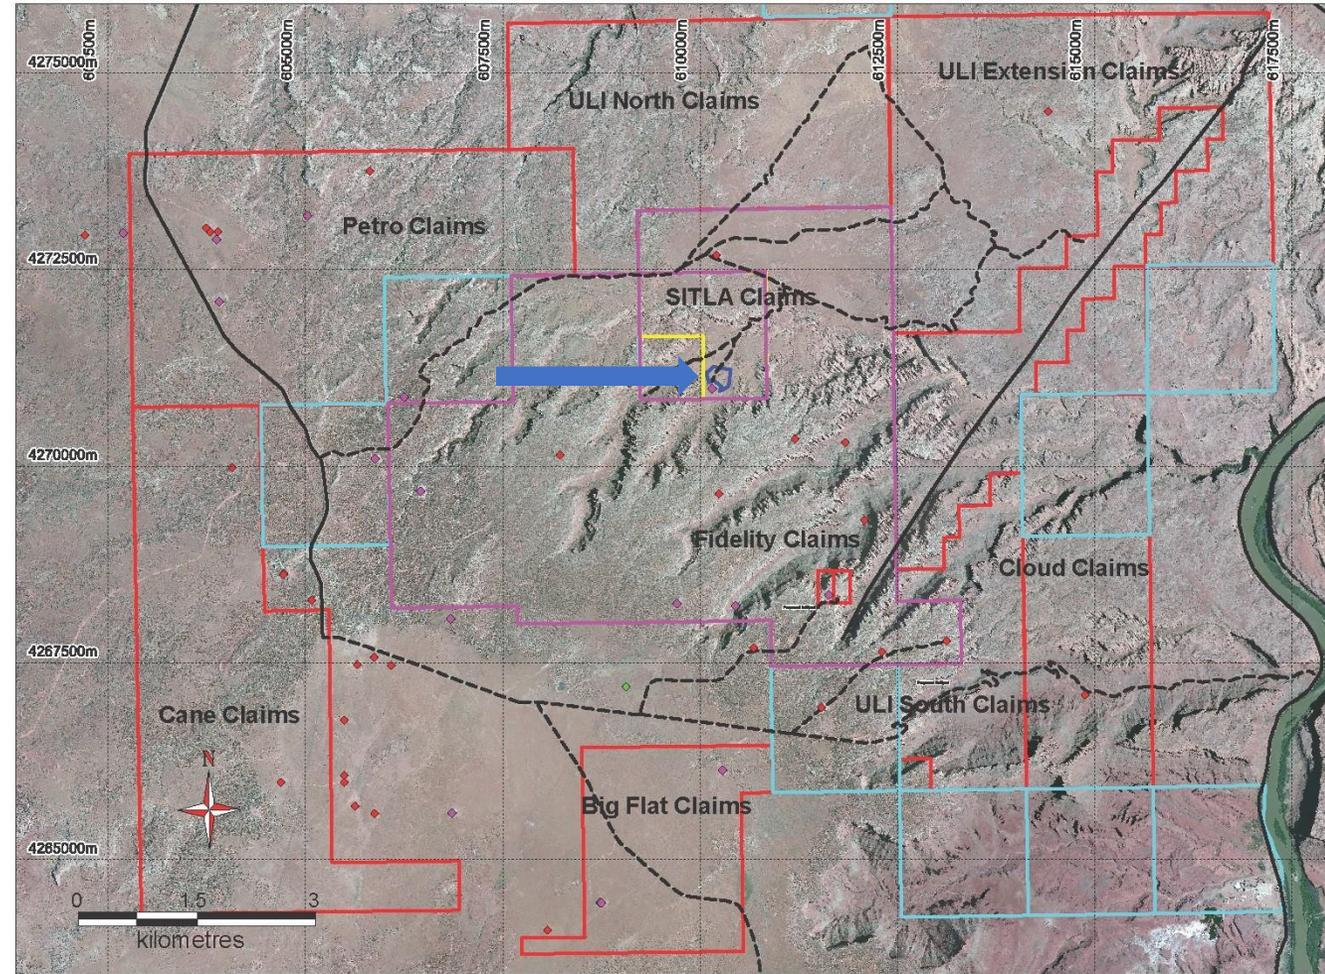 605000m
607500m
610000m
612500m
615000m
617500m
4275000m
ULI North Claims
ULI Extension Claims
Petro Claims
4272500m
SITLA Claims
4270000m
Fidelity Claims
Cloud Claims
4267500m
Cane Claims
ULI South Claims
N
Big Flat Claims
4265000m
0 1.5 3
kilometres